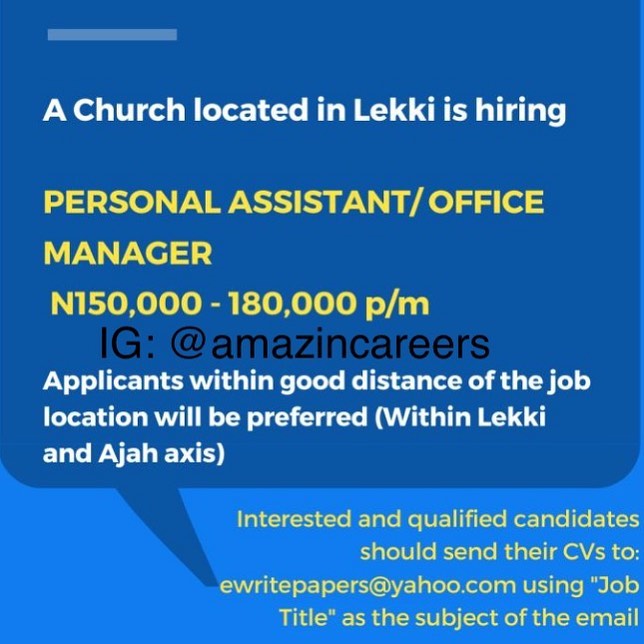 A Church located in Lekki is hiring
PERSONAL ASSISTANT/ OFFICE
MANAGER
N150,000 - 180,000 p/m
IG: @amazincareers
Applicants within good distance of the job
location will be preferred (Within Lekki
and Ajah axis)
Interested and qualified candidates
should send their CVs to:
ewritepapers@yahoo.com using "Job
Title" as the subject of the email